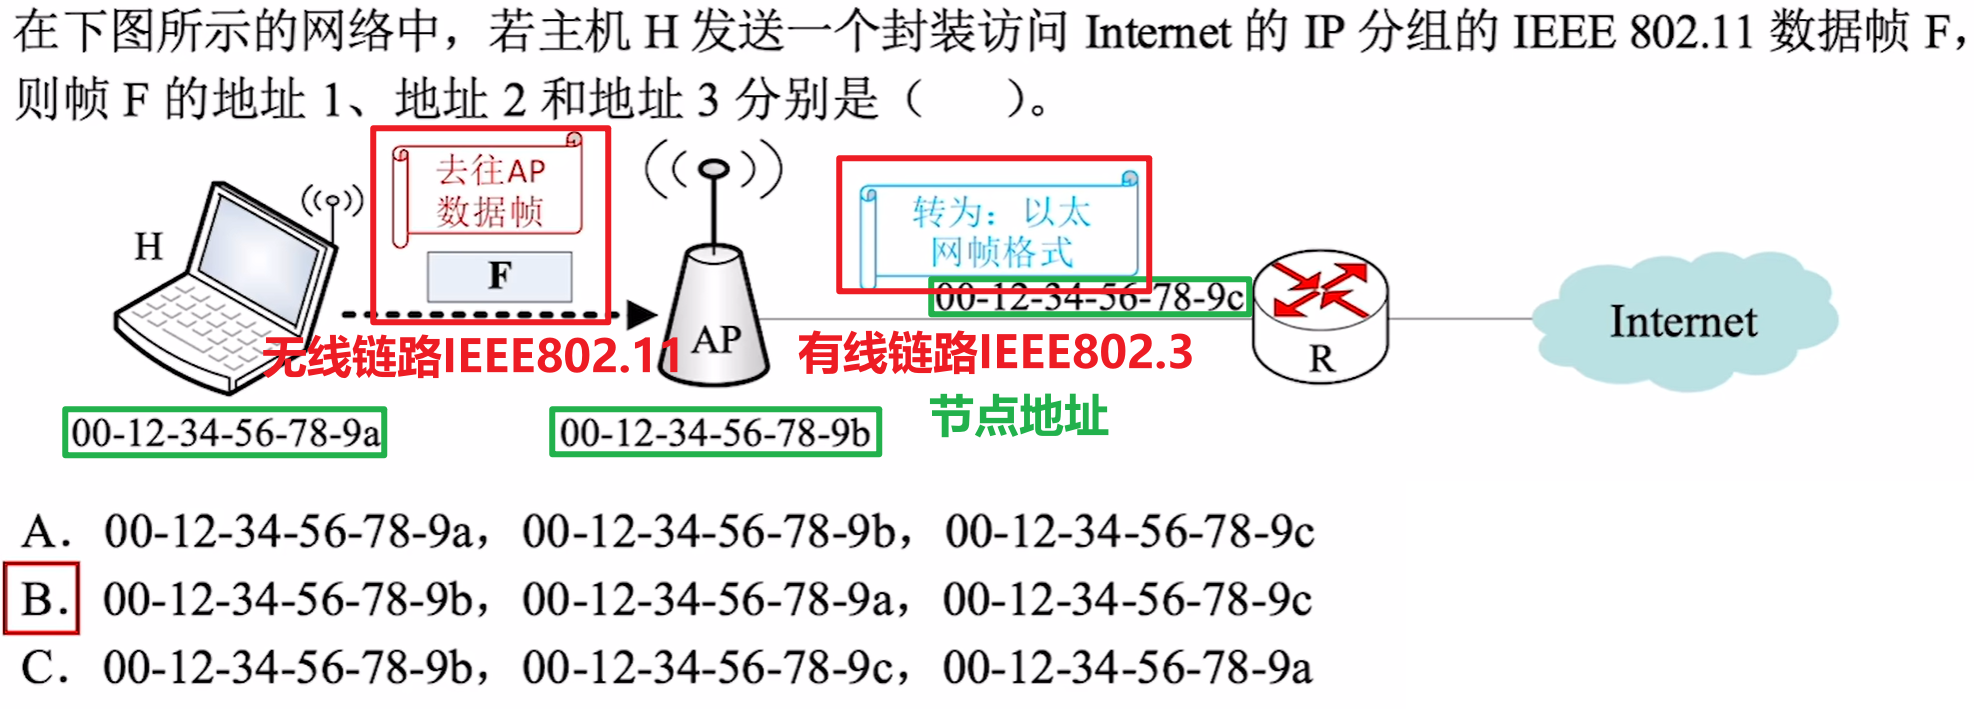 在下图所示的网络中，若主机 H 发送一个封装访问 Internet 的 IP 分组的 IEEE 802.11 数据帧 F，
则帧 F 的地址 1、地址 2 和地址 3 分别是（　　）。
去往AP
数据帧
转为：以太
网帧格式
H
F
00-12-34-56-78-9c
AP
R
Internet
无线链路IEEE802.11
有线链路IEEE802.3
节点地址
00-12-34-56-78-9a
00-12-34-56-78-9b
A. 00-12-34-56-78-9a，00-12-34-56-78-9b，00-12-34-56-78-9c
B. 00-12-34-56-78-9b，00-12-34-56-78-9a，00-12-34-56-78-9c
C. 00-12-34-56-78-9b，00-12-34-56-78-9c，00-12-34-56-78-9a